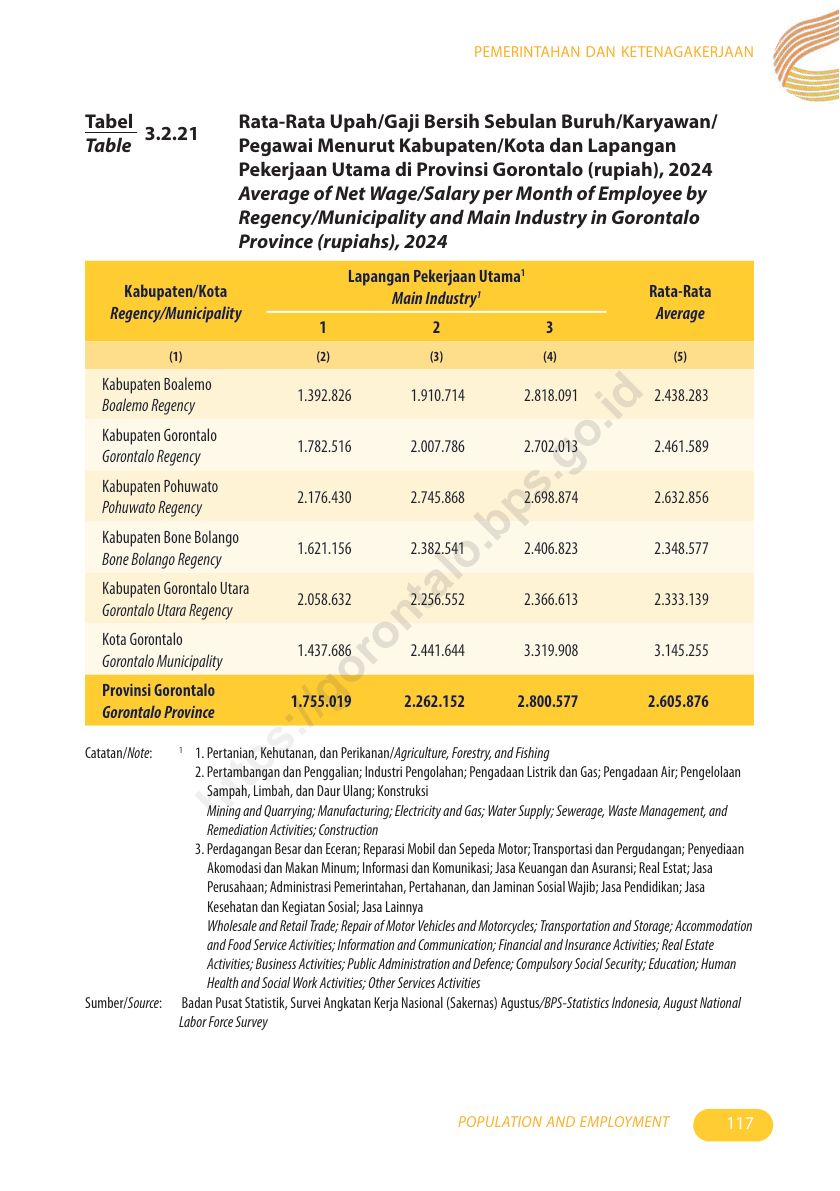 PEMERINTAHAN DAN KETENAGAKERJAAN
Tabel
Table
3.2.21
Rata-Rata Upah/Gaji Bersih Sebulan Buruh/Karyawan/
Pegawai Menurut Kabupaten/Kota dan Lapangan
Pekerjaan Utama di Provinsi Gorontalo (rupiah), 2024
Average of Net Wage/Salary per Month of Employee by
Regency/Municipality and Main Industry in Gorontalo
Province (rupiahs), 2024
Kabupaten/Kota
Regency/Municipality
Lapangan Pekerjaan Utama¹
Main Industry¹
Rata-Rata
Average
1 2 3
(1) (2) (3) (4) (5)
Kabupaten Boalemo
Boalemo Regency
1.392.826 1.910.714 2.818.091 2.438.283
Kabupaten Gorontalo
Gorontalo Regency
1.782.516 2.007.786 2.702.013 2.461.589
Kabupaten Pohuwato
Pohuwato Regency
2.176.430 2.745.868 2.698.874 2.632.856
Kabupaten Bone Bolango
Bone Bolango Regency
1.621.156 2.382.541 2.406.823 2.348.577
Kabupaten Gorontalo Utara
Gorontalo Utara Regency
2.058.632 2.256.552 2.366.613 2.333.139
Kota Gorontalo
Gorontalo Municipality
1.437.686 2.441.644 3.319.908 3.145.255
Provinsi Gorontalo
Gorontalo Province
1.755.019 2.262.152 2.800.577 2.605.876
https://gorontalo.bps.go.id
Catatan/Note: ¹ 1. Pertanian, Kehutanan, dan Perikanan/Agriculture, Forestry, and Fishing
2. Pertambangan dan Penggalian; Industri Pengolahan; Pengadaan Listrik dan Gas; Pengadaan Air; Pengelolaan
Sampah, Limbah, dan Daur Ulang; Konstruksi
Mining and Quarrying; Manufacturing; Electricity and Gas; Water Supply; Sewerage, Waste Management, and
Remediation Activities; Construction
3. Perdagangan Besar dan Eceran; Reparasi Mobil dan Sepeda Motor; Transportasi dan Pergudangan; Penyediaan
Akomodasi dan Makan Minum; Informasi dan Komunikasi; Jasa Keuangan dan Asuransi; Real Estat; Jasa
Perusahaan; Administrasi Pemerintahan, Pertahanan, dan Jaminan Sosial Wajib; Jasa Pendidikan; Jasa
Kesehatan dan Kegiatan Sosial; Jasa Lainnya
Wholesale and Retail Trade; Repair of Motor Vehicles and Motorcycles; Transportation and Storage; Accommodation
and Food Service Activities; Information and Communication; Financial and Insurance Activities; Real Estate
Activities; Business Activities; Public Administration and Defence; Compulsory Social Security; Education; Human
Health and Social Work Activities; Other Services Activities
Sumber/Source: Badan Pusat Statistik, Survei Angkatan Kerja Nasional (Sakernas) Agustus/BPS-Statistics Indonesia, August National
Labor Force Survey
POPULATION AND EMPLOYMENT
117